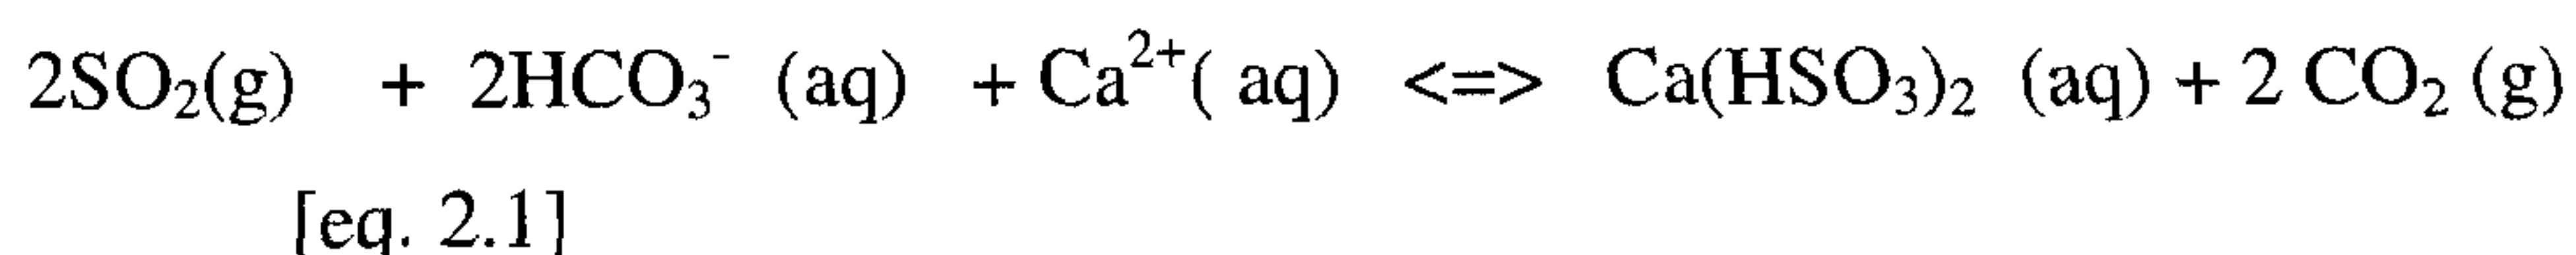 2SO₂(g) + 2HCO₃⁻ (aq) + Ca²⁺( aq) <=> Ca(HSO₃)₂ (aq) + 2 CO₂ (g)
[eq. 2.1]